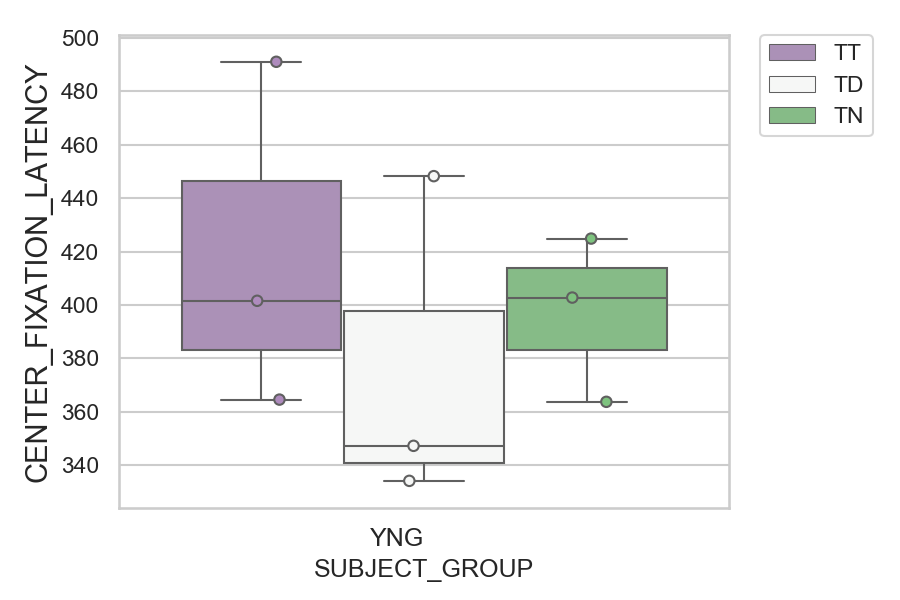 CENTER_FIXATION_LATENCY
500
480
460
440
420
400
380
360
340
YNG
SUBJECT_GROUP
TT
TD
TN